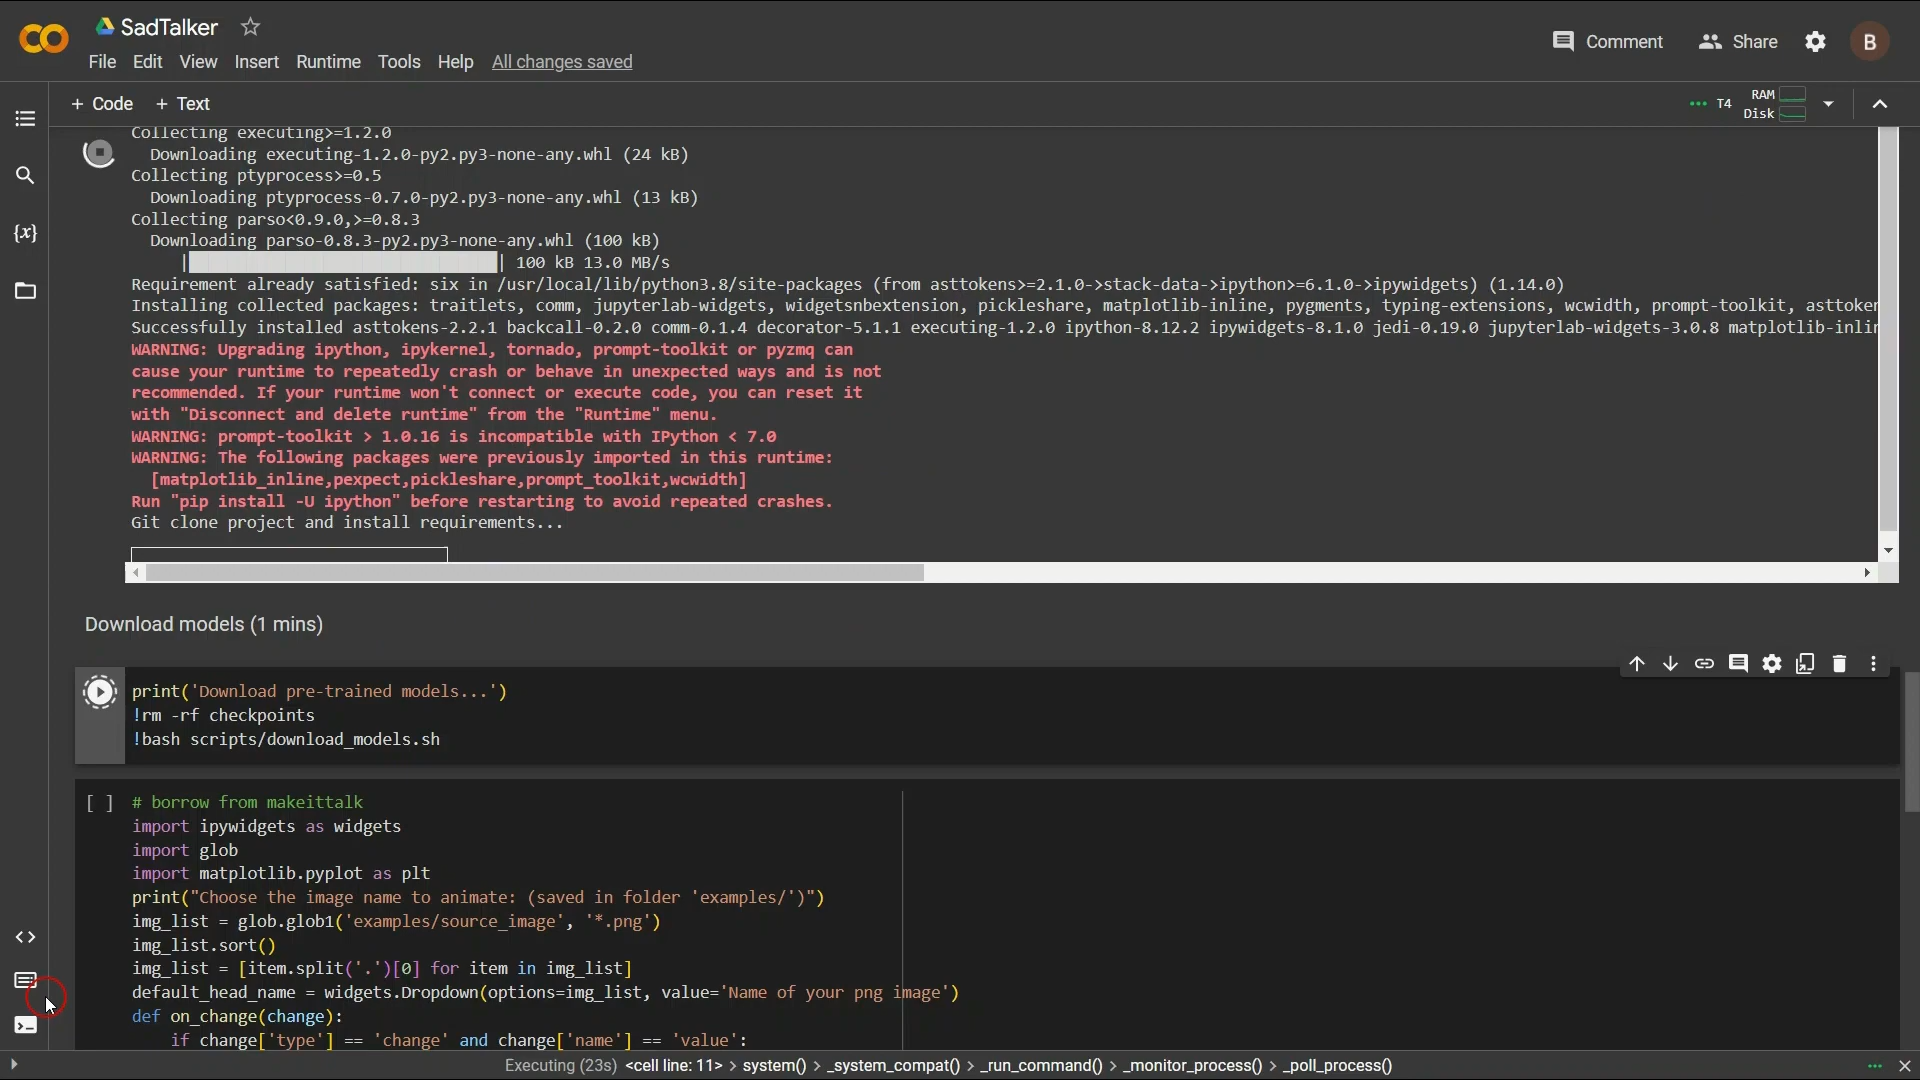 SadTalker
File Edit View Insert Runtime Tools Help All changes saved
Comment Share B
+ Code + Text
T4 RAM Disk
{x}
Collecting executing>=1.2.0
Downloading executing-1.2.0-py2.py3-none-any.whl (24 kB)
Collecting ptyprocess>=0.5
Downloading ptyprocess-0.7.0-py2.py3-none-any.whl (13 kB)
Collecting parso<0.9.0,>=0.8.3
Downloading parso-0.8.3-py2.py3-none-any.whl (100 kB)
| 100 kB 13.0 MB/s
Requirement already satisfied: six in /usr/local/lib/python3.8/site-packages (from asttokens>=2.1.0->stack-data->ipython>=6.1.0->ipywidgets) (1.14.0)
Installing collected packages: traitlets, comm, jupyterlab-widgets, widgetsnbextension, pickleshare, matplotlib-inline, pygments, typing-extensions, wcwidth, prompt-toolkit, asttoken
Successfully installed asttokens-2.2.1 backcall-0.2.0 comm-0.1.4 decorator-5.1.1 executing-1.2.0 ipython-8.12.2 ipywidgets-8.1.0 jedi-0.19.0 jupyterlab-widgets-3.0.8 matplotlib-inlin
WARNING: Upgrading ipython, ipykernel, tornado, prompt-toolkit or pyzmq can
cause your runtime to repeatedly crash or behave in unexpected ways and is not
recommended. If your runtime won't connect or execute code, you can reset it
with "Disconnect and delete runtime" from the "Runtime" menu.
WARNING: prompt-toolkit > 1.0.16 is incompatible with IPython < 7.0
WARNING: The following packages were previously imported in this runtime:
[matplotlib_inline,pexpect,pickleshare,prompt_toolkit,wcwidth]
Run "pip install -U ipython" before restarting to avoid repeated crashes.
Git clone project and install requirements...
Download models (1 mins)
print('Download pre-trained models...')
!rm -rf checkpoints
!bash scripts/download_models.sh
[ ] # borrow from makeittalk
import ipywidgets as widgets
import glob
import matplotlib.pyplot as plt
print("Choose the image name to animate: (saved in folder 'examples/')")
img_list = glob.glob1('examples/source_image', '*.png')
img_list.sort()
img_list = [item.split('.')[0] for item in img_list]
default_head_name = widgets.Dropdown(options=img_list, value='Name of your png image')
def on_change(change):
if change['type'] == 'change' and change['name'] == 'value':
Executing (23s) <cell line: 11> > system() > _system_compat() > _run_command() > _monitor_process() > _poll_process()